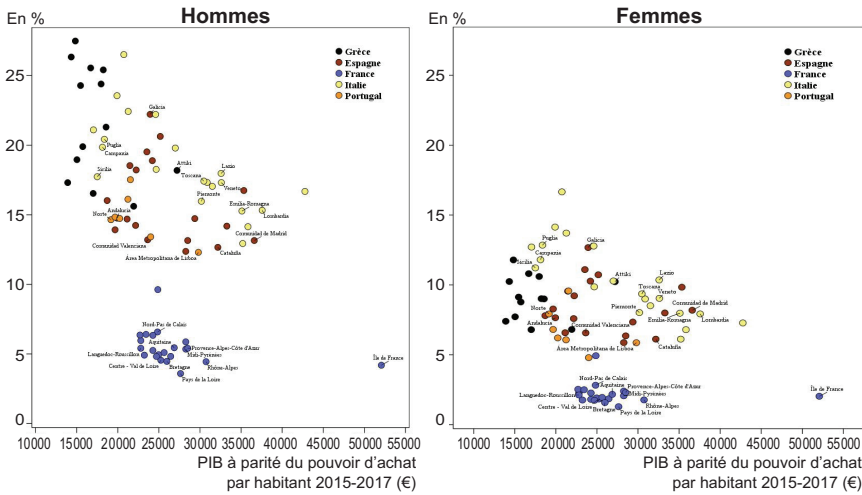 Hommes
En %
25
20
15
10
5
0
Grèce
Espagne
France
Italie
Portugal
Galicia
Puglia
Campania
Sicilia
Attiki
Lazio
Toscana
Veneto
Piemonte
Emilia-Romagna
Lombardia
Norte
Andalucia
Comunidad Valenciana
Comunidad de Madrid
Cataluña
Area Metropolitana de Lisboa
Nord-Pas de Calais
Aquitaine
Provence-Alpes-Côte d'Azur
Languedoc-Roussillon
Midi-Pyrénées
Centre - Val de Loire
Bretagne
Rhône-Alpes
Pays de la Loire
Île de France
10000 15000 20000 25000 30000 35000 40000 45000 50000 55000
PIB à parité du pouvoir d'achat
par habitant 2015-2017 (€)
Femmes
En %
25
20
15
10
5
0
Grèce
Espagne
France
Italie
Portugal
Galicia
Puglia
Campania
Sicilia
Attiki
Lazio
Toscana
Veneto
Piemonte
Comunidad de Madrid
Emilia-Romagna
Lombardia
Norte
Andalucia
Comunidad Valenciana
Cataluña
Area Metropolitana de Lisboa
Nord-Pas de Calais
Aquitaine
Provence-Alpes-Côte d'Azur
Languedoc-Roussillon
Midi-Pyrénées
Centre - Val de Loire
Bretagne
Rhône-Alpes
Pays de la Loire
Île de France
10000 15000 20000 25000 30000 35000 40000 45000 50000 55000
PIB à parité du pouvoir d'achat
par habitant 2015-2017 (€)